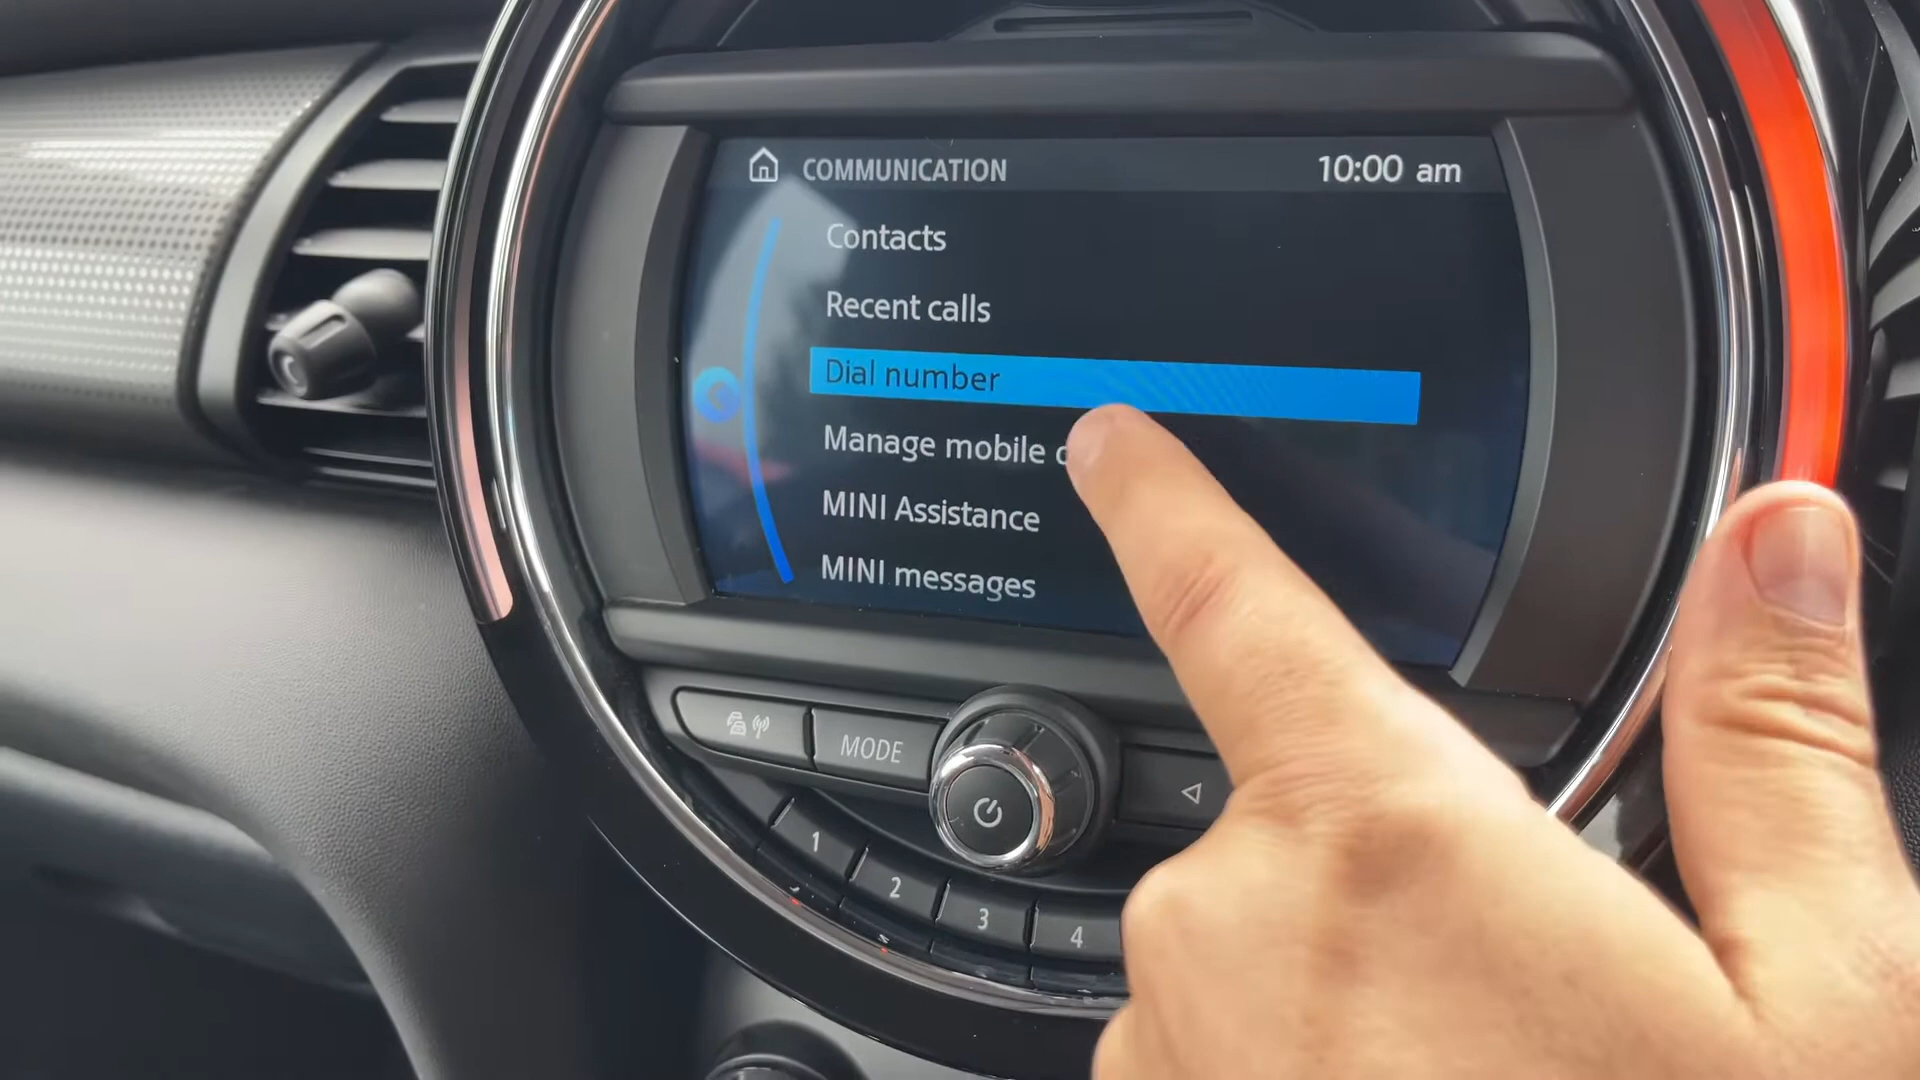 COMMUNICATION 10:00 am
Contacts
Recent calls
Dial number
Manage mobile
MINI Assistance
MINI messages
MODE
1
2
3
4